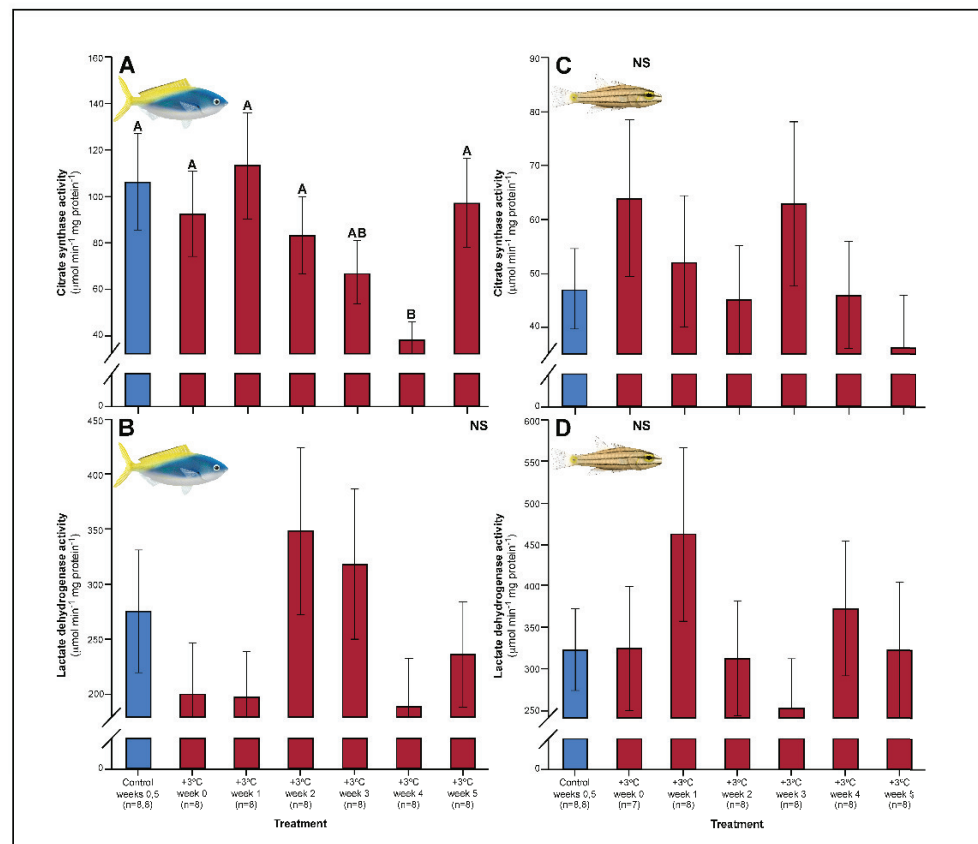 A
C
NS
Citrate synthase activity
(µmol min⁻¹ mg protein⁻¹)
160
140
120
100
80
60
40
0
A
A
A
A
AB
B
A
Citrate synthase activity
(µmol min⁻¹ mg protein⁻¹)
90
80
70
60
50
40
0
B
NS
D
NS
Lactate dehydrogenase activity
(µmol min⁻¹ mg protein⁻¹)
450
400
350
300
250
200
0
Lactate dehydrogenase activity
(µmol min⁻¹ mg protein⁻¹)
600
550
500
450
400
350
300
250
0
Control
weeks 0,5
(n=8,8)
+3ºC
week 0
(n=8)
+3ºC
week 1
(n=8)
+3ºC
week 2
(n=8)
+3ºC
week 3
(n=8)
+3ºC
week 4
(n=8)
+3ºC
week 5
(n=8)
Treatment
Control
weeks 0,5
(n=8,8)
+3ºC
week 0
(n=7)
+3ºC
week 1
(n=8)
+3ºC
week 2
(n=8)
+3ºC
week 3
(n=8)
+3ºC
week 4
(n=8)
+3ºC
week 5
(n=8)
Treatment